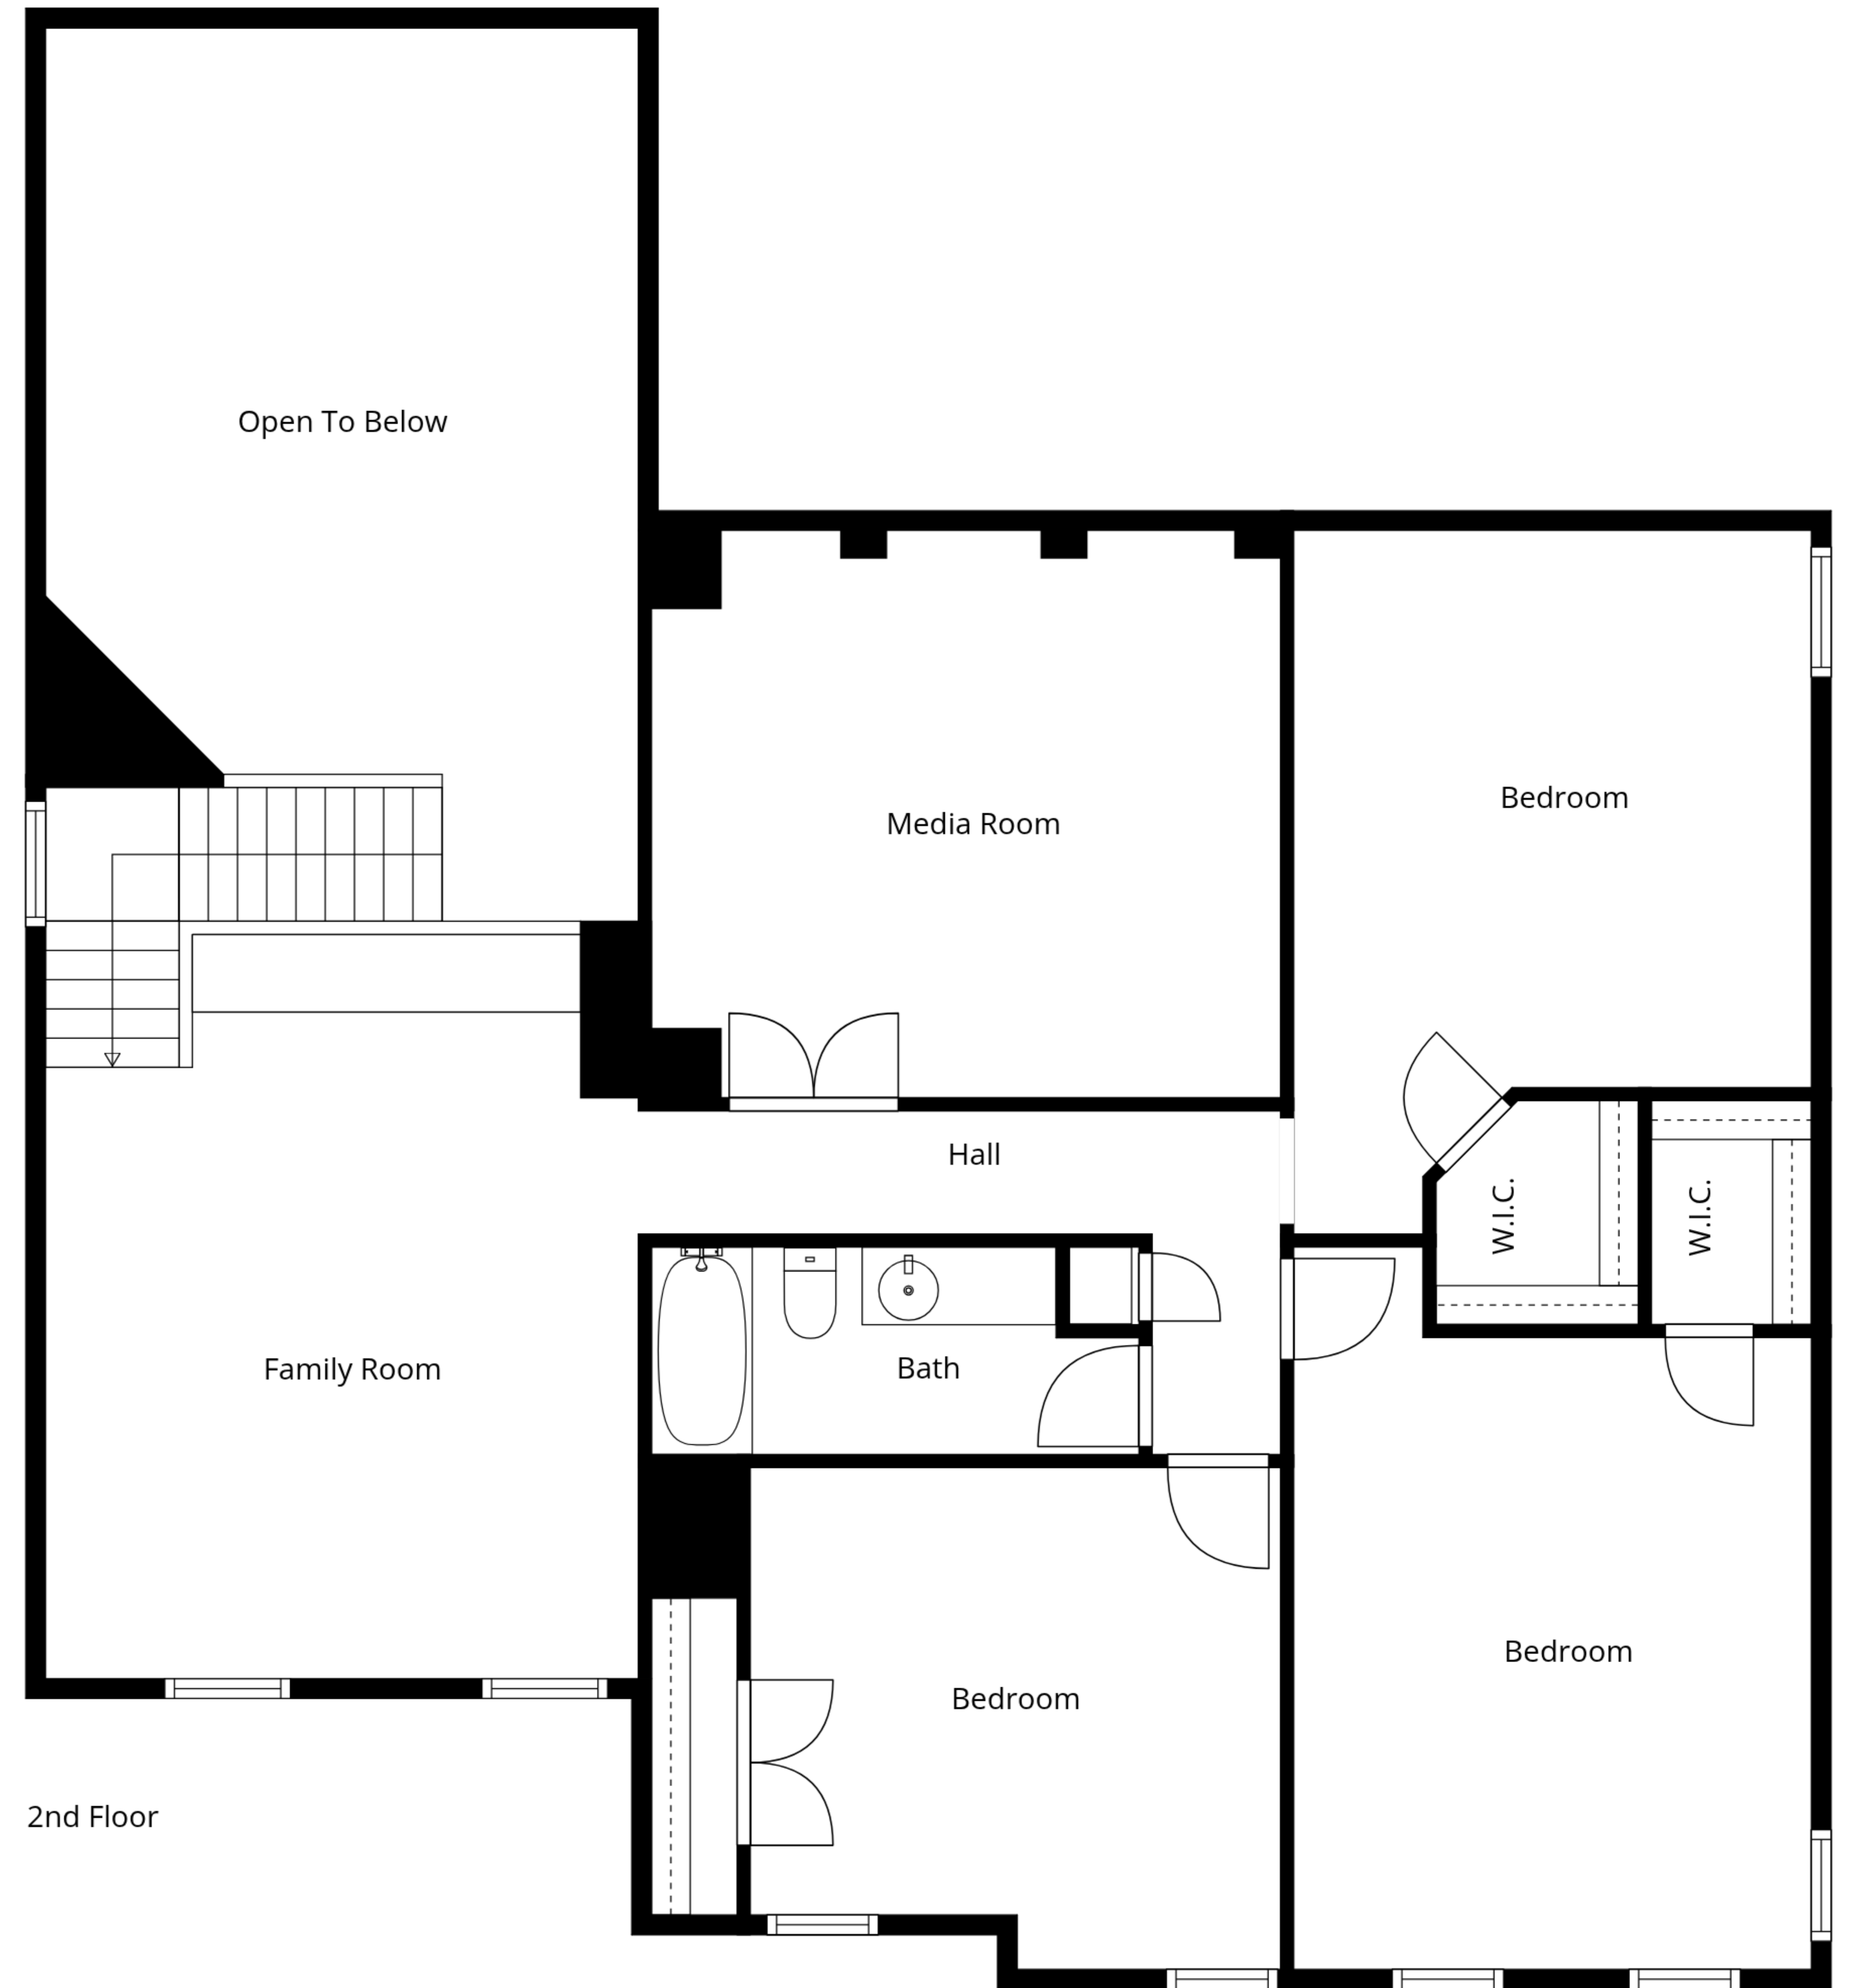 Open To Below
Media Room
Bedroom
Hall
W.I.C.
W.I.C.
Family Room
Bath
Bedroom
Bedroom
2nd Floor